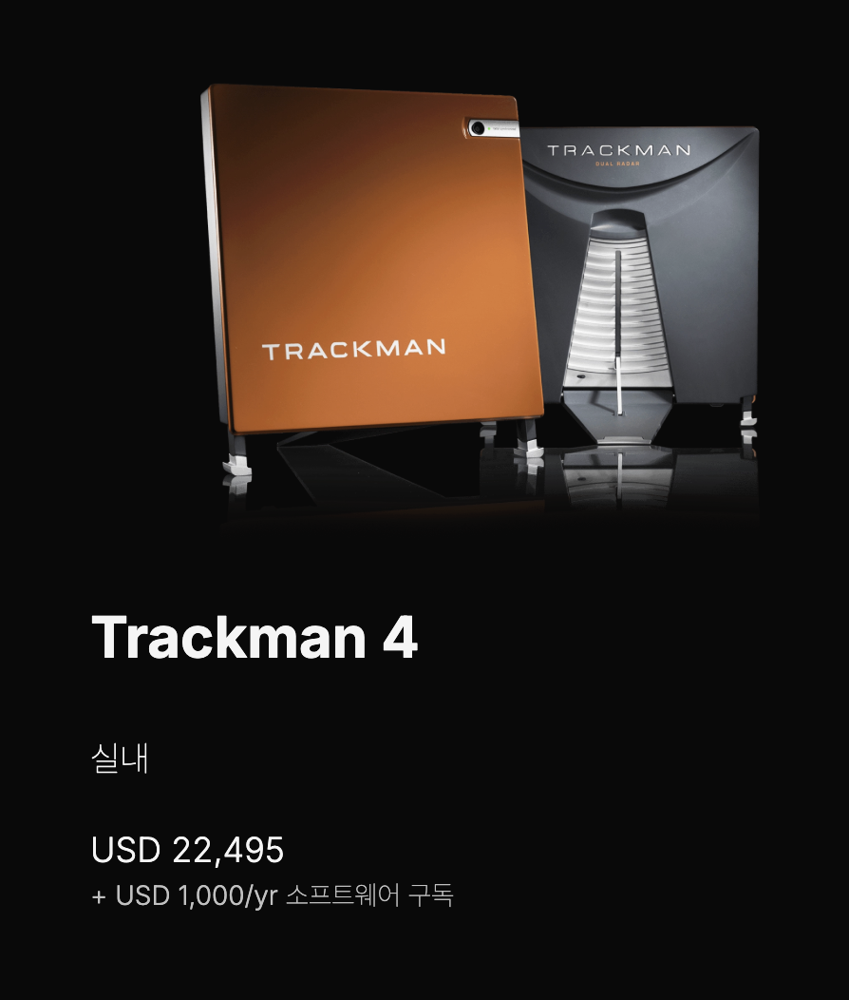 TRACKMAN
DUAL RADAR
TRACKMAN
Trackman 4
실내
USD 22,495
+ USD 1,000/yr 소프트웨어 구독